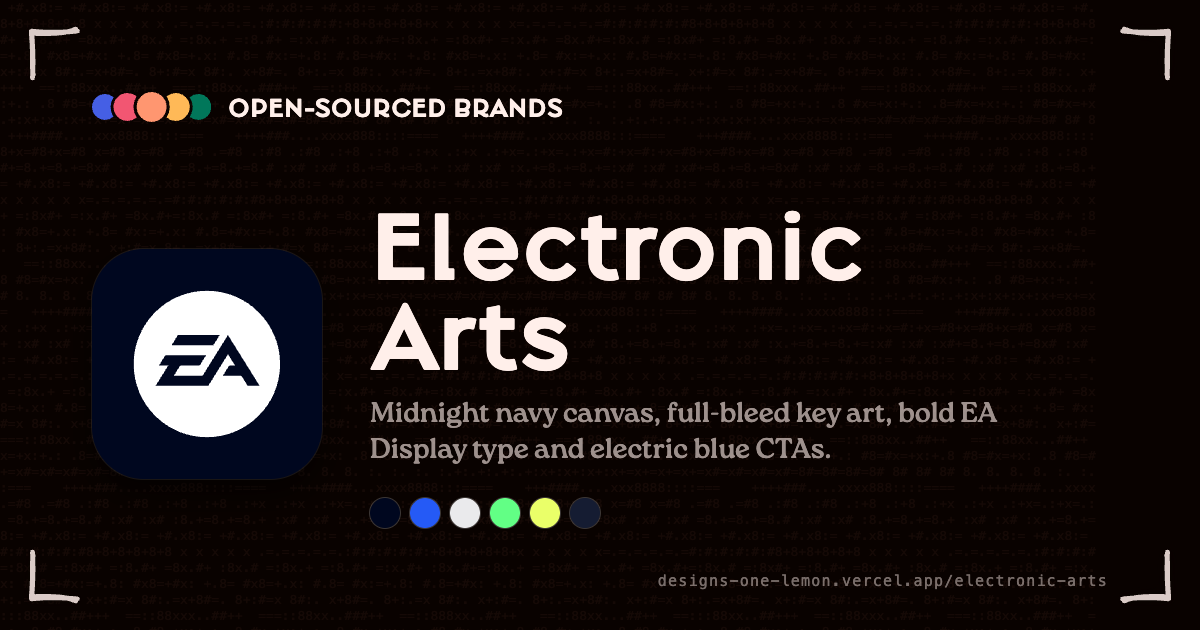 OPEN-SOURCED BRANDS
Electronic
Arts
EA
Midnight navy canvas, full-bleed key art, bold EA
Display type and electric blue CTAs.
designs-one-lemon.vercel.app/electronic-arts